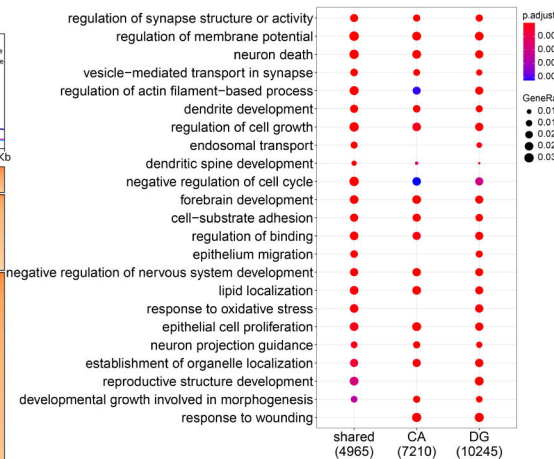 regulation of synapse structure or activity
regulation of membrane potential
neuron death
vesicle−mediated transport in synapse
regulation of actin filament−based process
dendrite development
regulation of cell growth
endosomal transport
dendritic spine development
negative regulation of cell cycle
forebrain development
cell−substrate adhesion
regulation of binding
epithelium migration
negative regulation of nervous system development
lipid localization
response to oxidative stress
epithelial cell proliferation
neuron projection guidance
establishment of organelle localization
reproductive structure development
developmental growth involved in morphogenesis
response to wounding
shared CA DG
(4965) (7210) (10245)
Kb